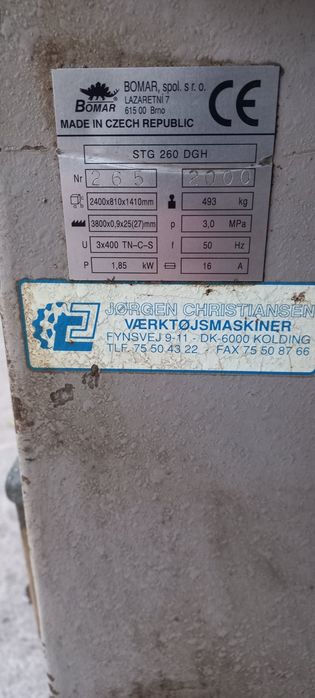 BOMAR, spol. s r. o.
LAZARETNÍ 7
615 00 Brno
BOMAR
CE
MADE IN CZECH REPUBLIC
STG 260 DGH
Nr 265 2000
2400x810x1410mm 493 kg
3800x0,9x25(27)mm p 3,0 MPa
U 3x400 TN-C-S f 50 Hz
P 1,85 kW 16 A
JØRGEN CHRISTIANSEN
VÆRKTØJSMASKINER
FYNSVEJ 9-11 - DK-6000 KOLDING
TLF. 75 50 43 22 - FAX 75 50 87 66